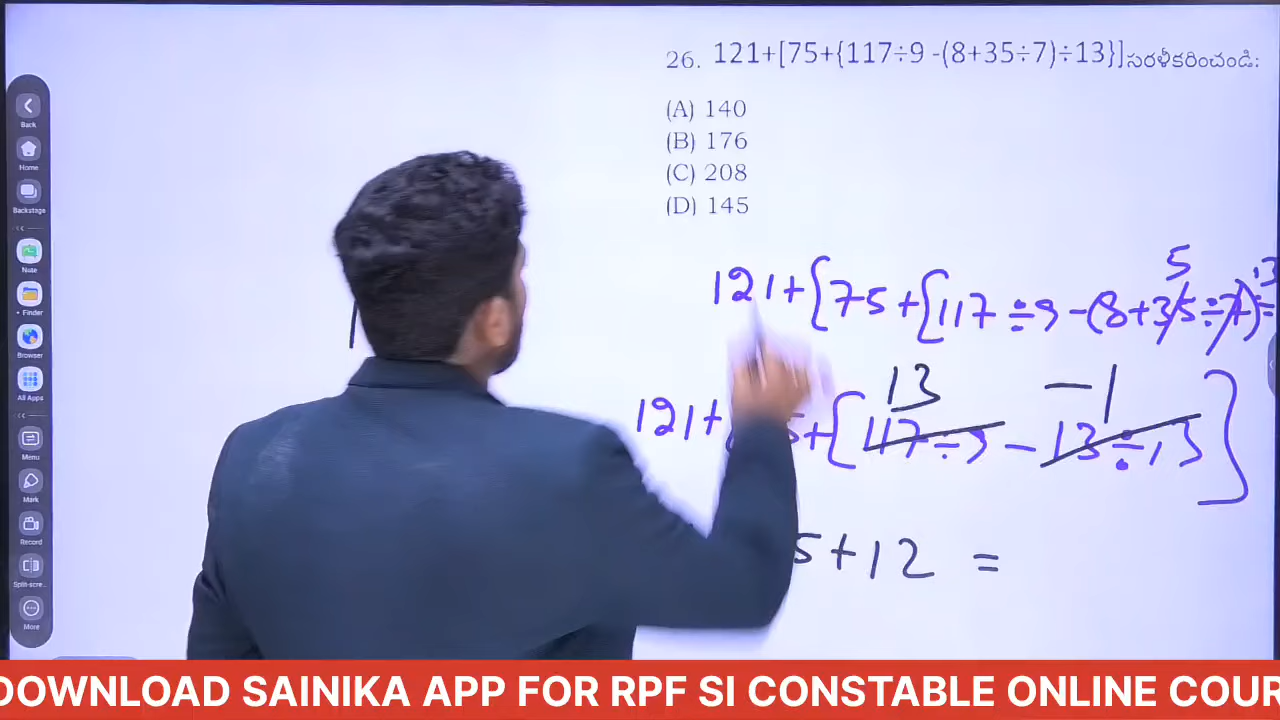 26. 121+[75+{117÷9 -(8+35÷7)÷13}] సరళీకరించండి:
(A) 140
(B) 176
(C) 208
(D) 145
5
13
121+[75+[117÷9-(8+35÷7)÷
13 -1
121+ 5+[117÷9-13÷13]
5+12 =
Back
Home
Backstage
Note
Finder
Browser
All Apps
Menu
Mark
Record
Split-scre..
More
DOWNLOAD SAINIKA APP FOR RPF SI CONSTABLE ONLINE COUR